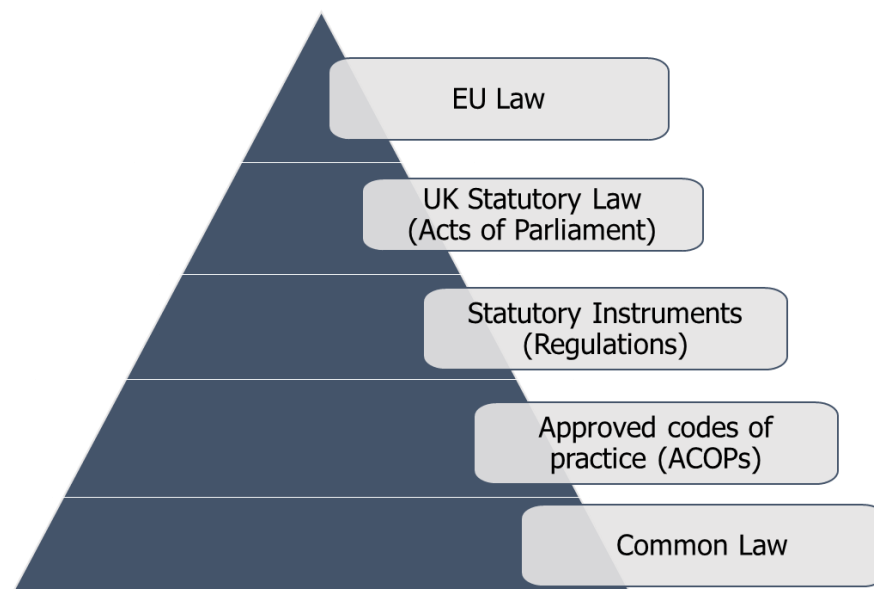 EU Law
UK Statutory Law
(Acts of Parliament)
Statutory Instruments
(Regulations)
Approved codes of
practice (ACOPs)
Common Law